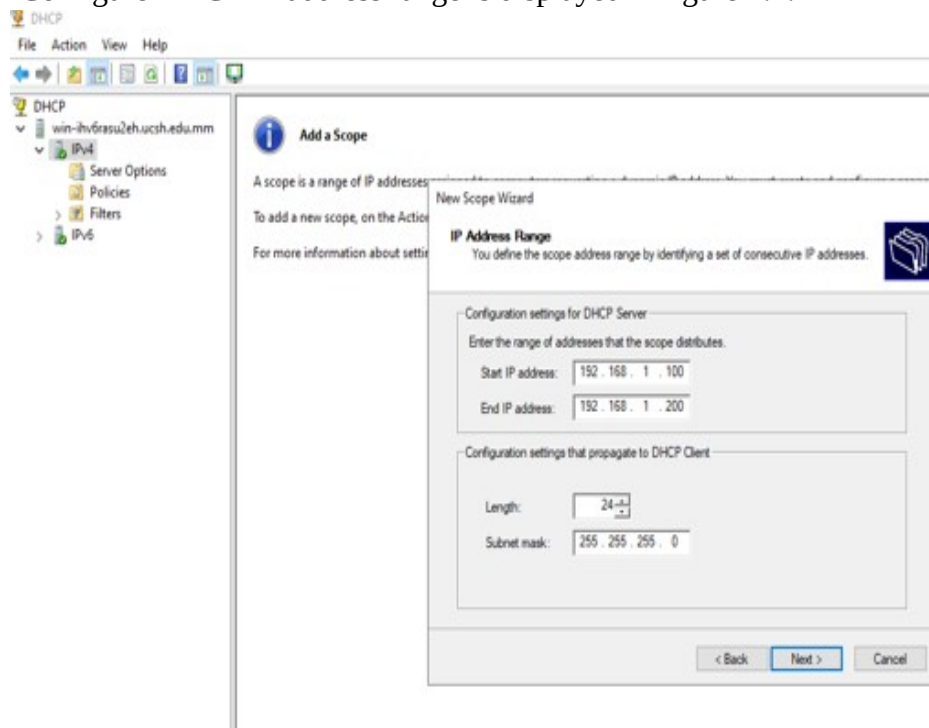 DHCP
File Action View Help
DHCP
win-ihv6rasu2eh.ucsh.edu.mm
IPv4
Server Options
Policies
Filters
IPv6
Add a Scope
A scope is a range of IP addresses
To add a new scope, on the Action
For more information about settin
New Scope Wizard
IP Address Range
You define the scope address range by identifying a set of consecutive IP addresses.
Configuration settings for DHCP Server
Enter the range of addresses that the scope distributes.
Start IP address: 192 . 168 . 1 . 100
End IP address: 192 . 168 . 1 . 200
Configuration settings that propagate to DHCP Client
Length: 24
Subnet mask: 255 . 255 . 255 . 0
< Back Next > Cancel